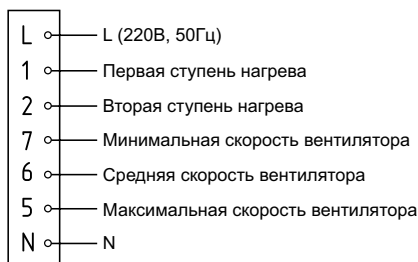 L L (220В, 50Гц)
1 Первая ступень нагрева
2 Вторая ступень нагрева
7 Минимальная скорость вентилятора
6 Средняя скорость вентилятора
5 Максимальная скорость вентилятора
N N